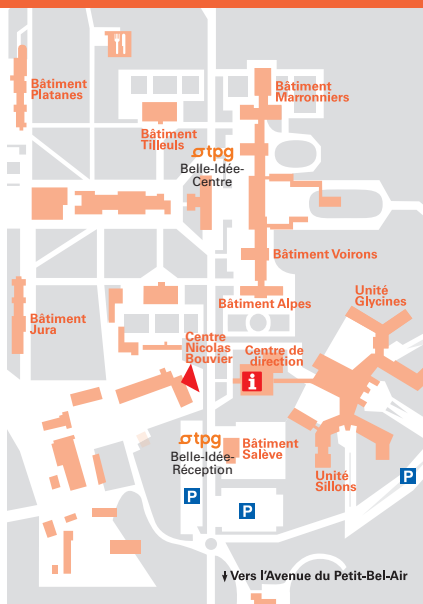 Bâtiment
Platanes
Bâtiment
Marronniers
Bâtiment
Tilleuls
tpg
Belle-Idée-
Centre
Bâtiment Voirons
Unité
Glycines
Bâtiment Alpes
Bâtiment
Jura
Centre
Nicolas
Bouvier
Centre de
direction
i
tpg
Belle-Idée-
Réception
Bâtiment
Salève
Unité
Sillons
P
P
P
Vers l'Avenue du Petit-Bel-Air